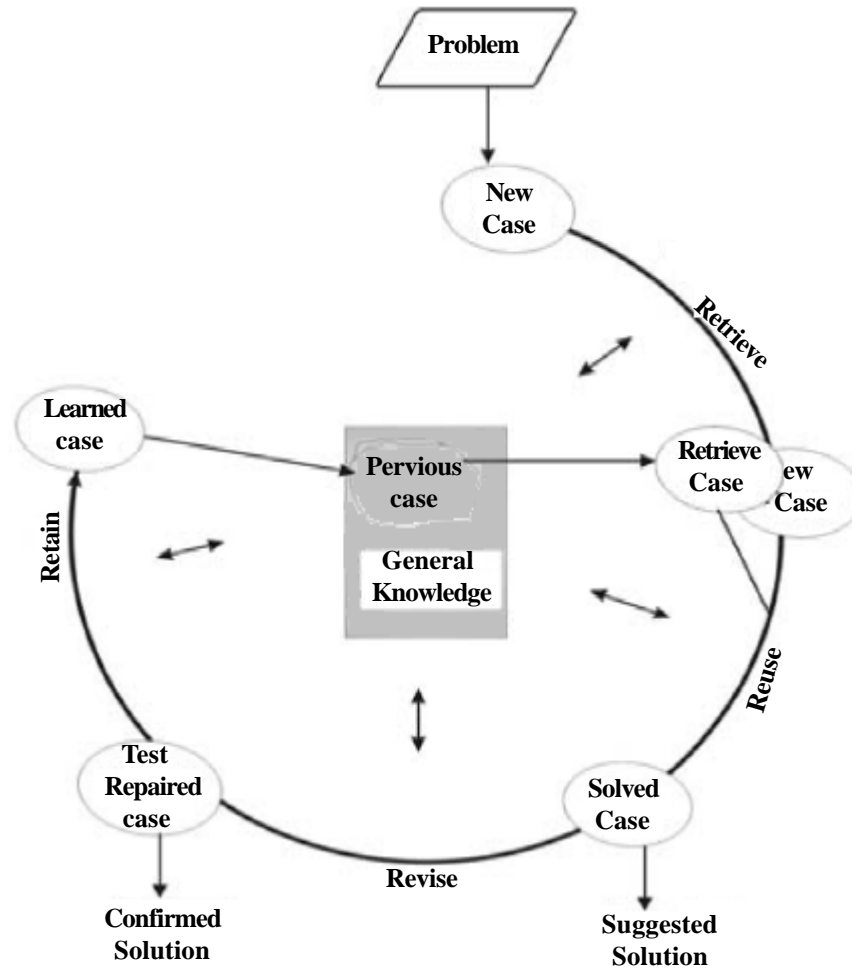 Problem
New
Case
Retrieve
Learned
case
Pervious
case
Retrieve
Case
ew
Case
General
Knowledge
Retain
Reuse
Test
Repaired
case
Solved
Case
Revise
Confirmed
Solution
Suggested
Solution